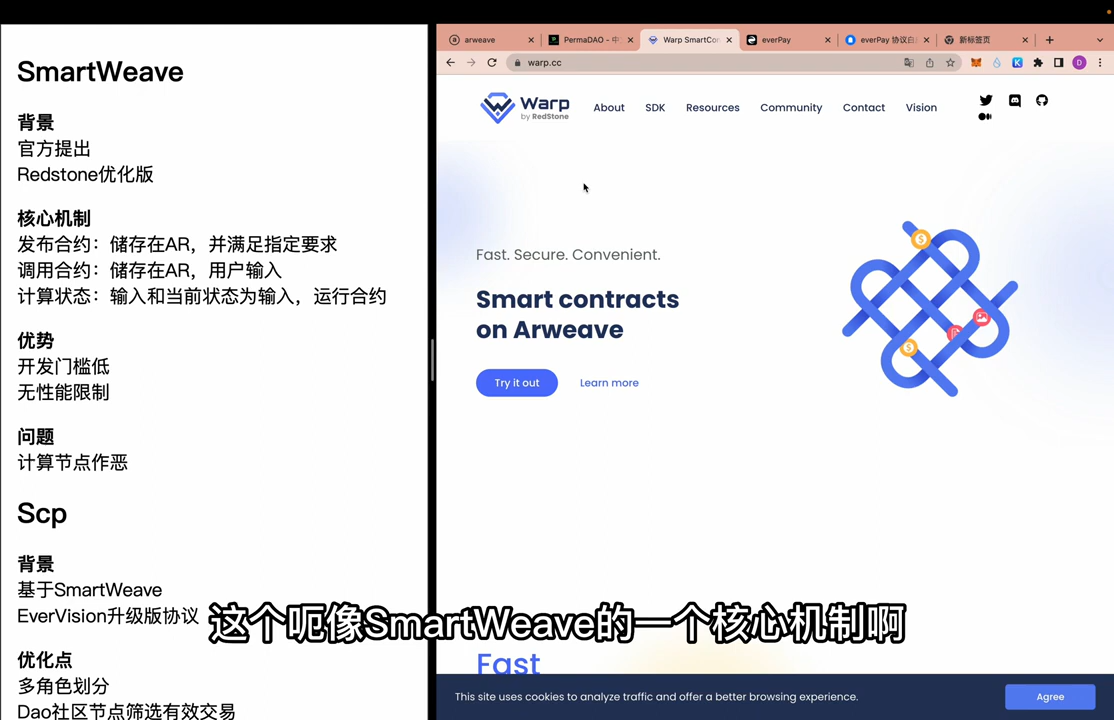 SmartWeave
背景
官方提出
Redstone优化版
核心机制
发布合约：储存在AR，并满足指定要求
调用合约：储存在AR，用户输入
计算状态：输入和当前状态为输入，运行合约
优势
开发门槛低
无性能限制
问题
计算节点作恶
Scp
背景
基于SmartWeave
EverVision升级版协议
优化点
多角色划分
Dao社区节点筛选有效交易
arweave
PermaDAO - 中
Warp SmartCon
everPay
everPay 协议白
新标签页
warp.cc
Warp
by RedStone
About
SDK
Resources
Community
Contact
Vision
Fast. Secure. Convenient.
Smart contracts
on Arweave
Try it out
Learn more
这个呃像SmartWeave的一个核心机制啊
Fast
This site uses cookies to analyze traffic and offer a better browsing experience.
Agree